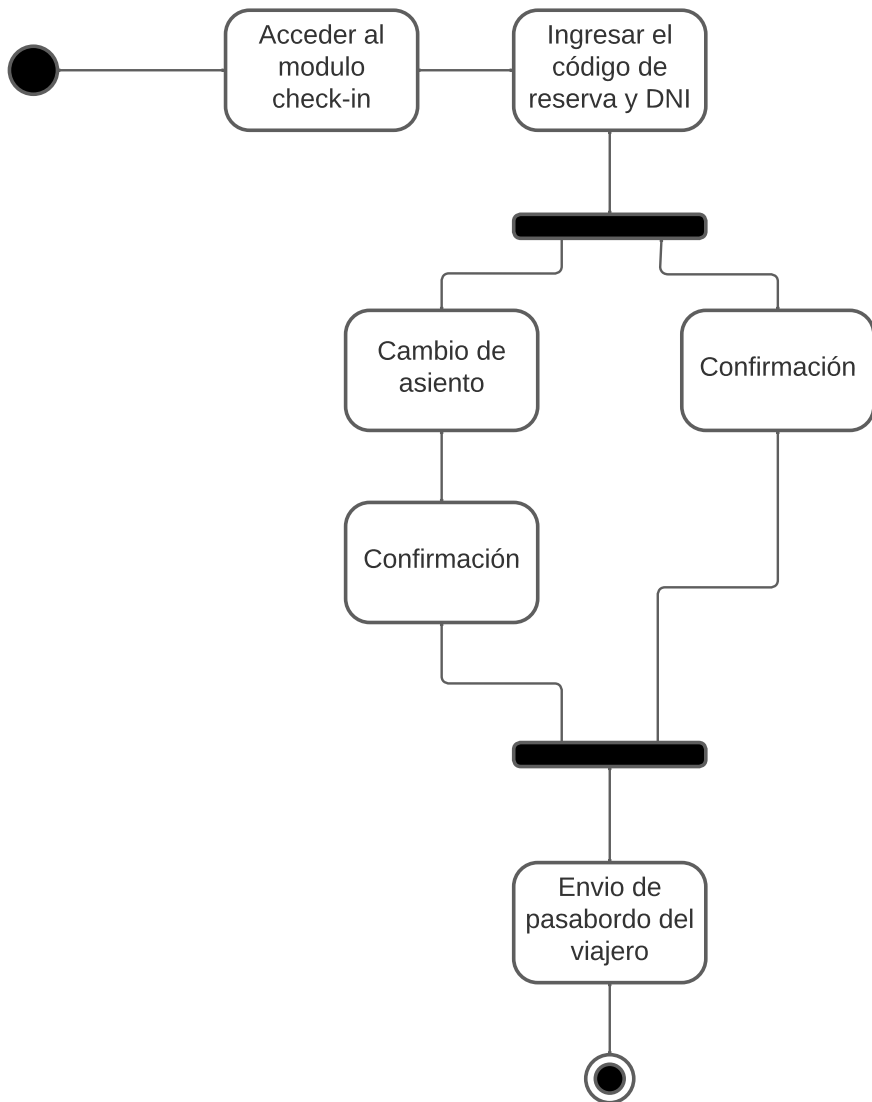 Acceder al
modulo
check-in
Ingresar el
código de
reserva y DNI
Cambio de
asiento
Confirmación
Confirmación
Envio de
pasabordo del
viajero